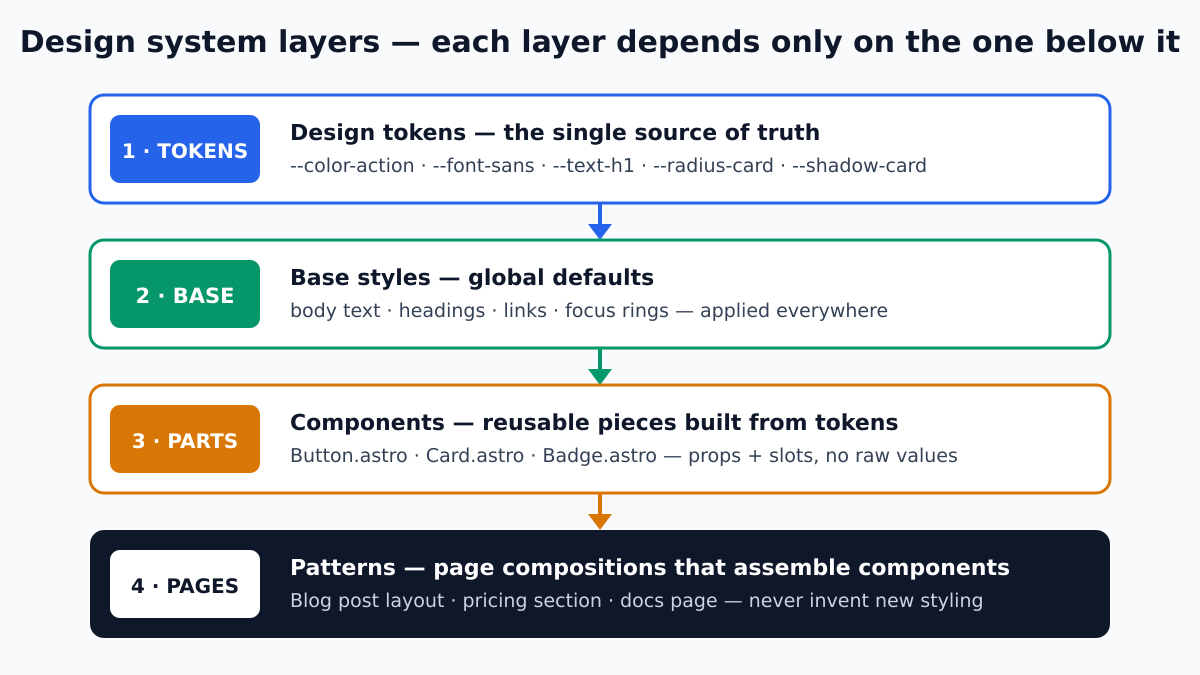 Design system layers — each layer depends only on the one below it
1 · TOKENS
Design tokens — the single source of truth
--color-action · --font-sans · --text-h1 · --radius-card · --shadow-card
2 · BASE
Base styles — global defaults
body text · headings · links · focus rings — applied everywhere
3 · PARTS
Components — reusable pieces built from tokens
Button.astro · Card.astro · Badge.astro — props + slots, no raw values
4 · PAGES
Patterns — page compositions that assemble components
Blog post layout · pricing section · docs page — never invent new styling